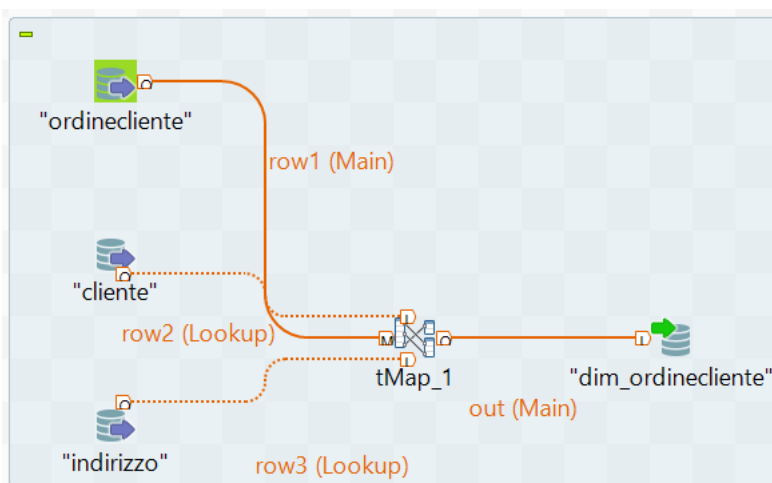 "ordinecliente"
row1 (Main)
"cliente"
row2 (Lookup)
M
tMap_1
"dim_ordinecliente"
out (Main)
"indirizzo"
row3 (Lookup)